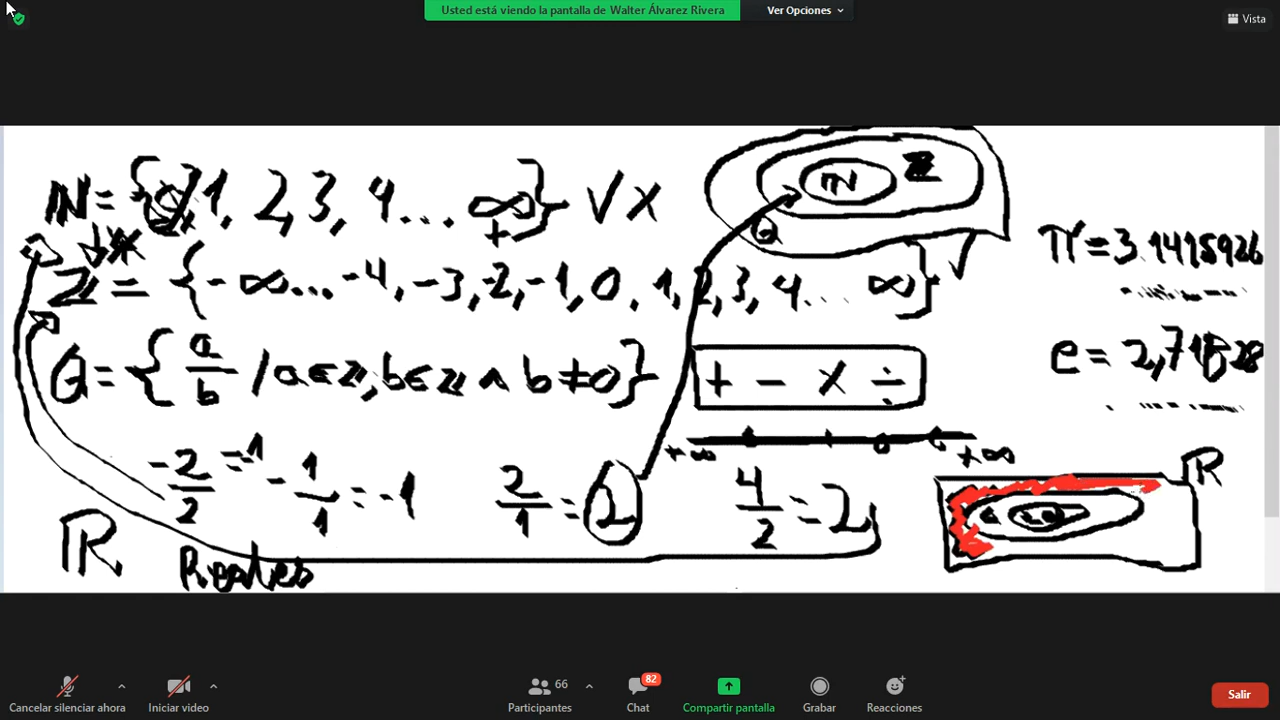 Usted está viendo la pantalla de Walter Álvarez Rivera
Ver Opciones
Vista
ℕ = {0, 1, 2, 3, 4... ∞+} √ X
ℕ ℤ
Q
π = 3.1415926
ℤ = {-∞... -4, -3, -2, -1, 0, 1, 2, 3, 4... ∞} √
e = 2,71828
Q = {a/b / a ∈ ℤ, b ∈ ℤ ∧ b ≠ 0}
+ - × ÷
+∞ +∞
-2/2 = -1
-1/1 = -1
2/1 = 2
4/2 = 2
ℝ
ℝ Reales
66
82
Cancelar silenciar ahora
Iniciar video
Participantes
Chat
Compartir pantalla
Grabar
Reacciones
Salir